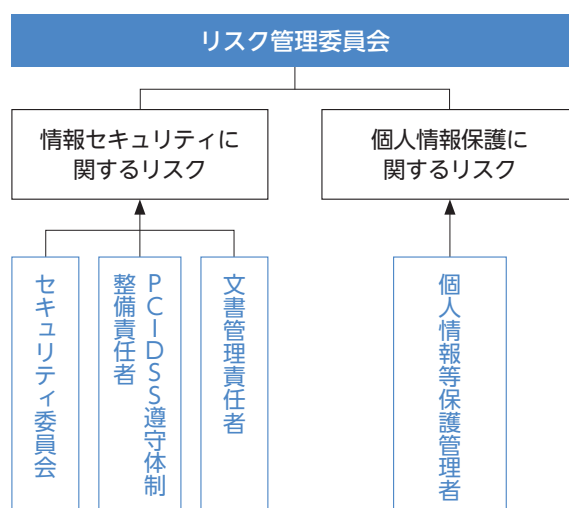 リスク管理委員会
情報セキュリティに
関するリスク
個人情報保護に
関するリスク
セキュリティ委員会
PCIDSS遵守体制
整備責任者
文書管理責任者
個人情報等保護管理者